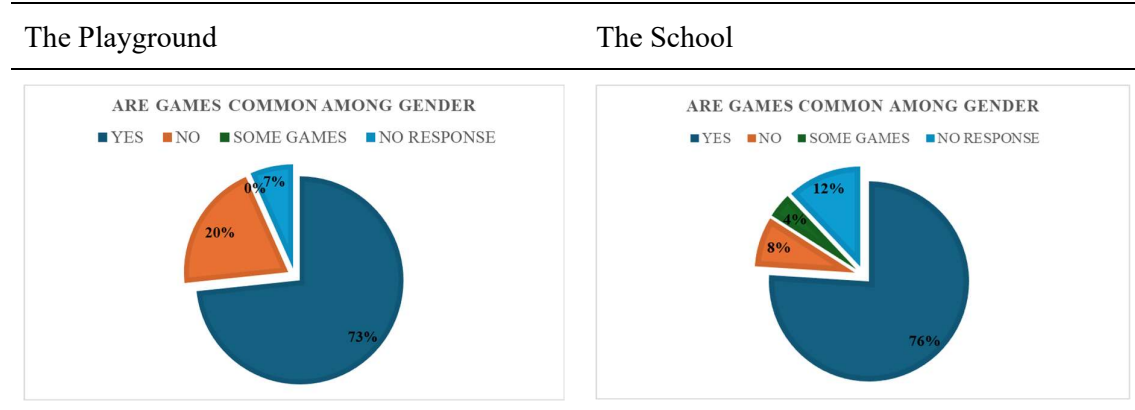 The Playground
The School
ARE GAMES COMMON AMONG GENDER
YES NO SOME GAMES NO RESPONSE
0% 7%
20%
73%
ARE GAMES COMMON AMONG GENDER
YES NO SOME GAMES NO RESPONSE
12%
4%
8%
76%